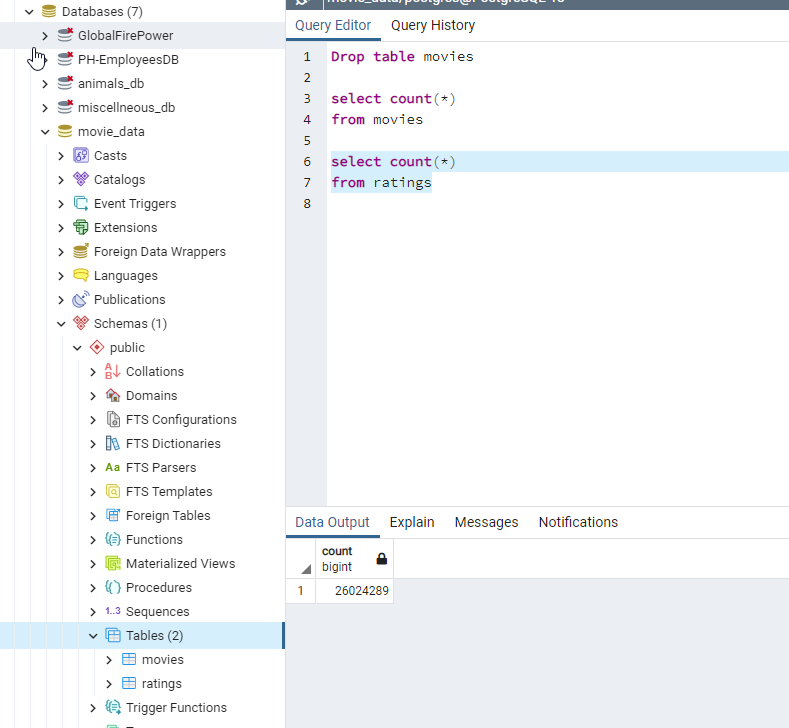 Databases (7)
GlobalFirePower
PH-EmployeesDB
animals_db
miscellneous_db
movie_data
Casts
Catalogs
Event Triggers
Extensions
Foreign Data Wrappers
Languages
Publications
Schemas (1)
public
Collations
Domains
FTS Configurations
FTS Dictionaries
Aa FTS Parsers
FTS Templates
Foreign Tables
Functions
Materialized Views
Procedures
1..3 Sequences
Tables (2)
movies
ratings
Trigger Functions
Query Editor Query History
1 Drop table movies
2
3 select count(*)
4 from movies
5
6 select count(*)
7 from ratings
8
Data Output Explain Messages Notifications
count
bigint
1 26024289